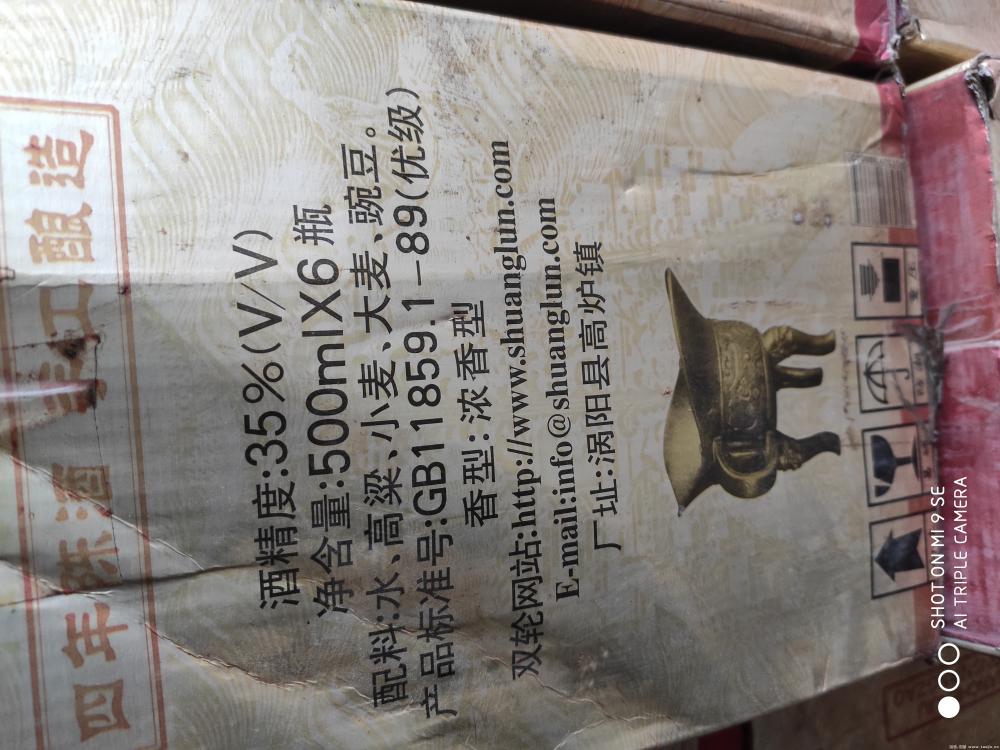 四年陈酒 手工酿造
酒精度:35%(V/V)
净含量:500mlX6瓶
配料:水、高粱、小麦、大麦、豌豆。
产品标准号:GB11859.1—89(优级)
香型:浓香型
双轮网站:http://www.shuanglun.com
E-mail:info@shuanglun.com
厂址:涡阳县高炉镇
SHOT ON MI 9 SE
AI TRIPLE CAMERA